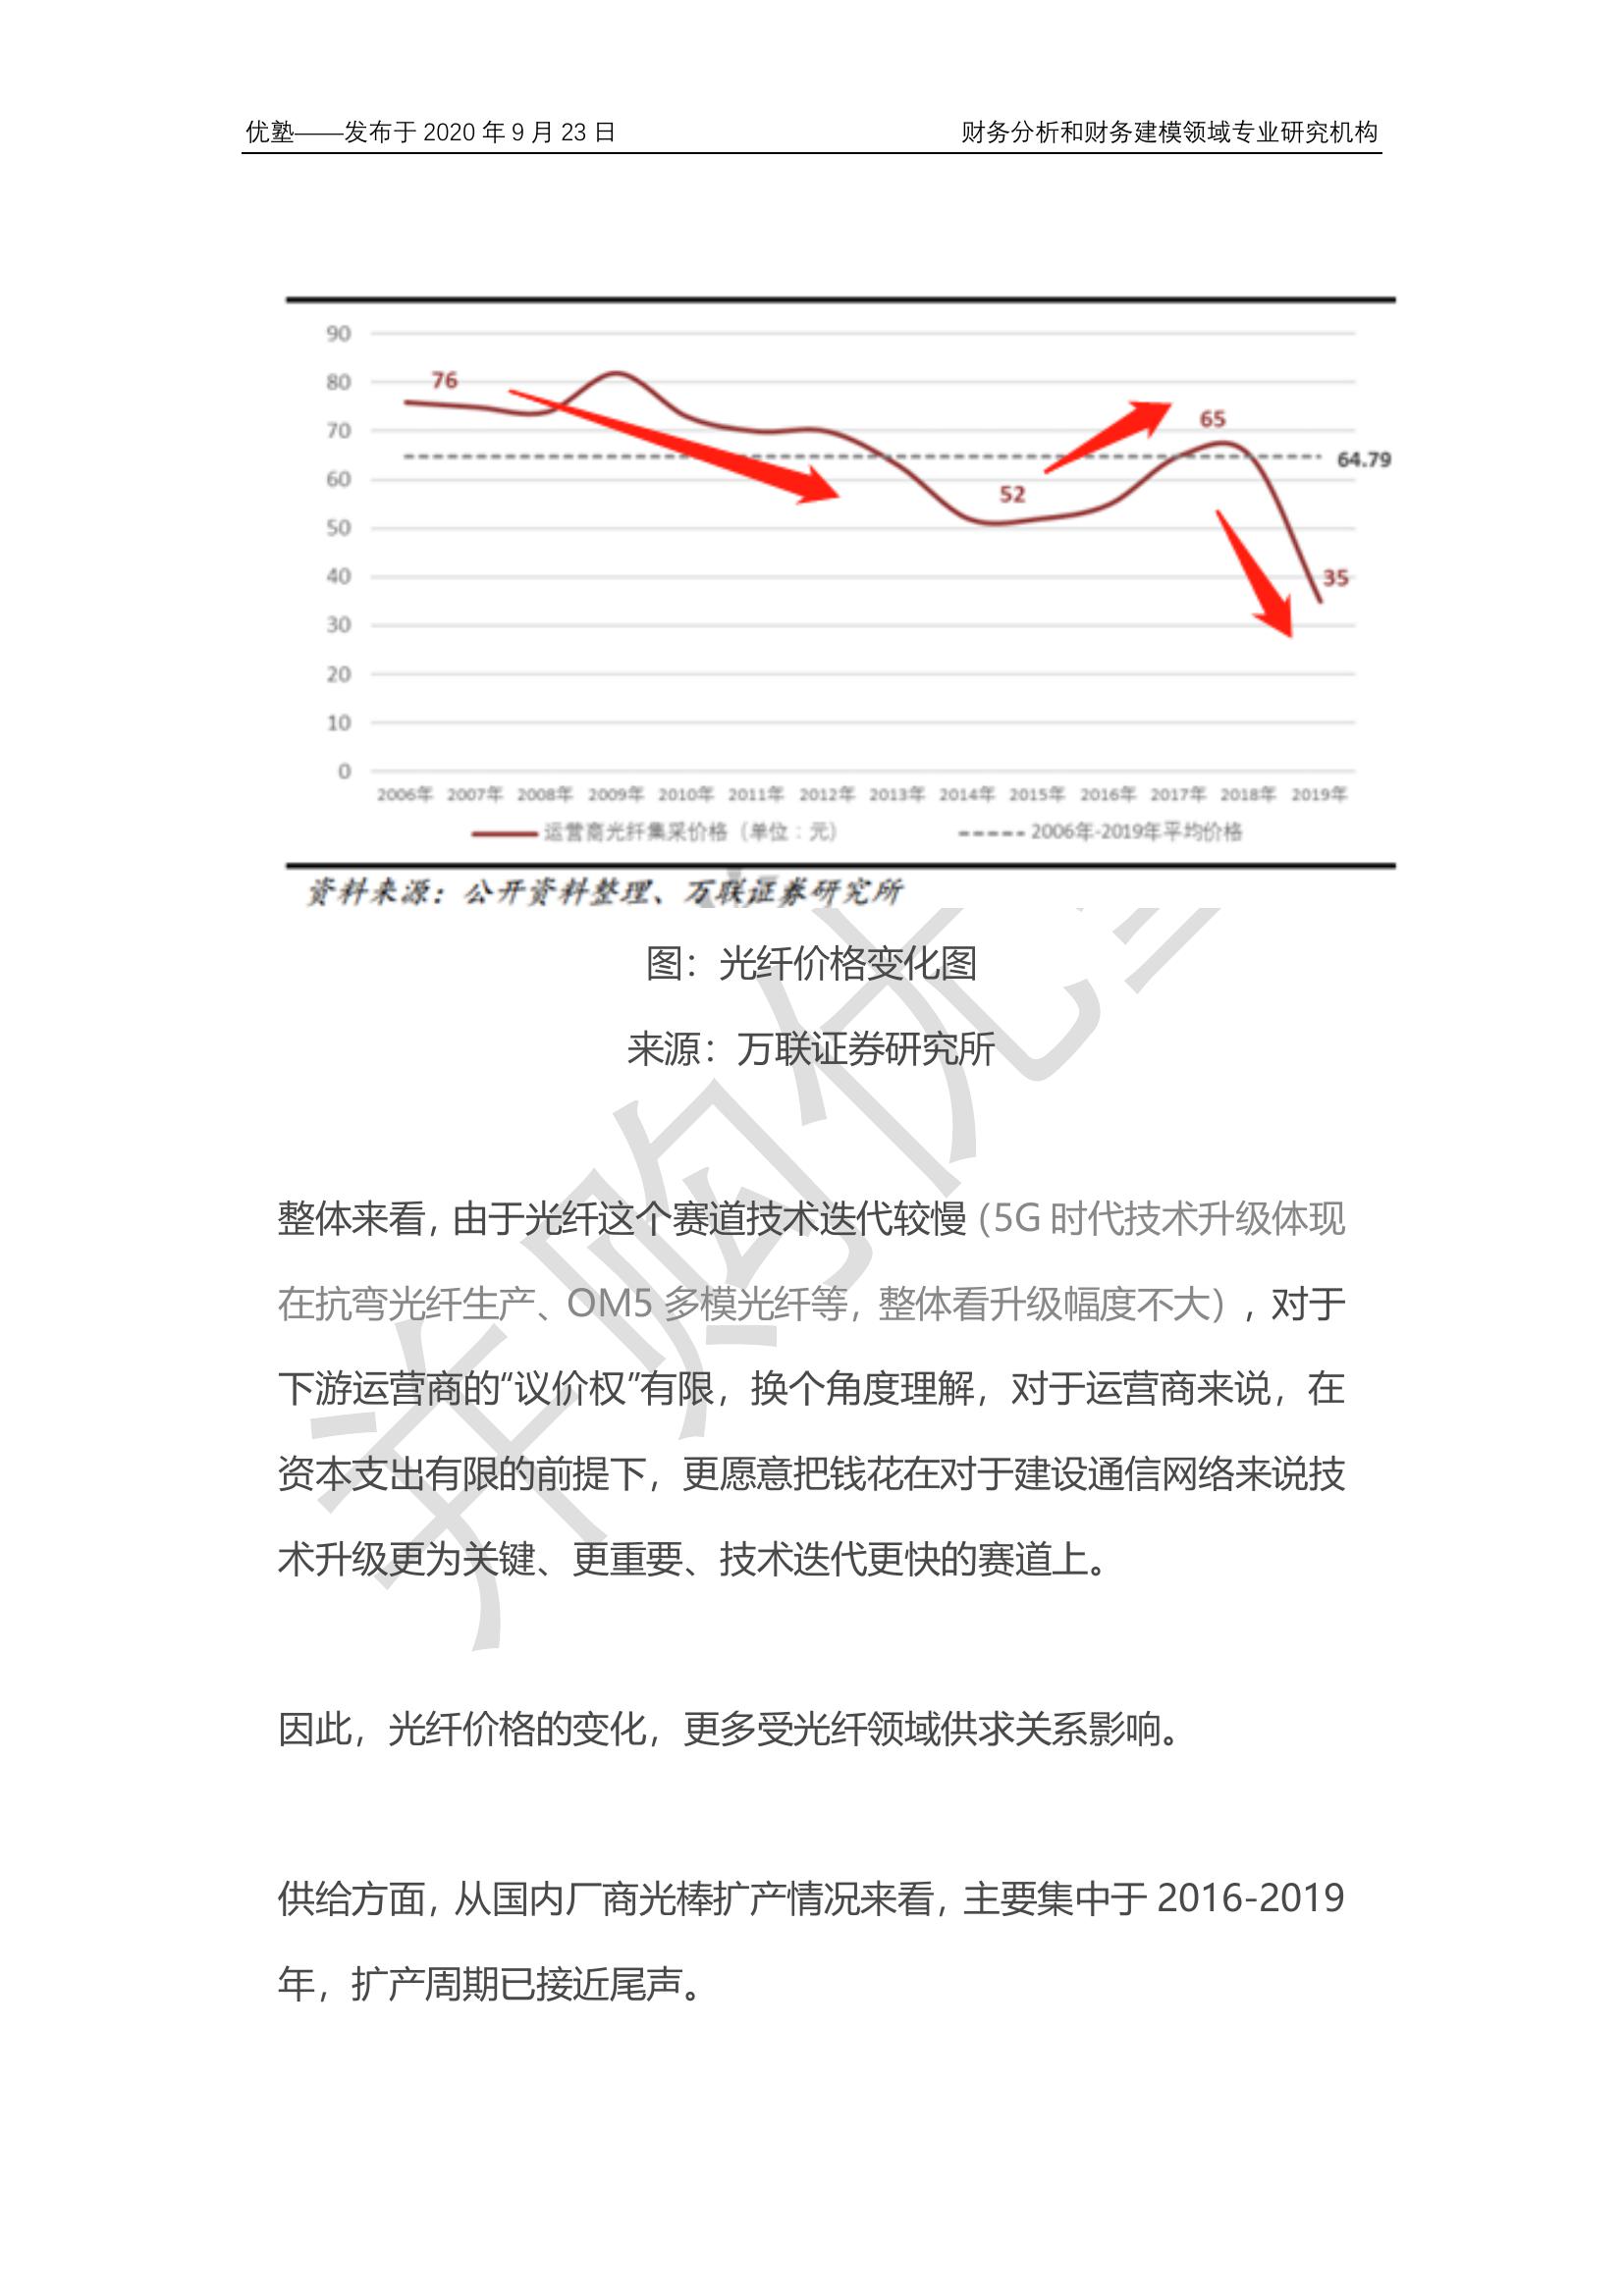 优塾——发布于 2020 年 9 月 23 日
财务分析和财务建模领域专业研究机构
90
80
70
60
50
40
30
20
10
0
76
52
65
64.79
35
2006年 2007年 2008年 2009年 2010年 2011年 2012年 2013年 2014年 2015年 2016年 2017年 2018年 2019年
运营商光纤集采价格（单位：元）
2006年-2019年平均价格
资料来源：公开资料整理、万联证券研究所
图：光纤价格变化图
来源：万联证券研究所
整体来看，由于光纤这个赛道技术迭代较慢（5G 时代技术升级体现
在抗弯光纤生产、OM5 多模光纤等，整体看升级幅度不大），对于
下游运营商的“议价权”有限，换个角度理解，对于运营商来说，在
资本支出有限的前提下，更愿意把钱花在对于建设通信网络来说技
术升级更为关键、更重要、技术迭代更快的赛道上。
因此，光纤价格的变化，更多受光纤领域供求关系影响。
供给方面，从国内厂商光棒扩产情况来看，主要集中于 2016-2019
年，扩产周期已接近尾声。